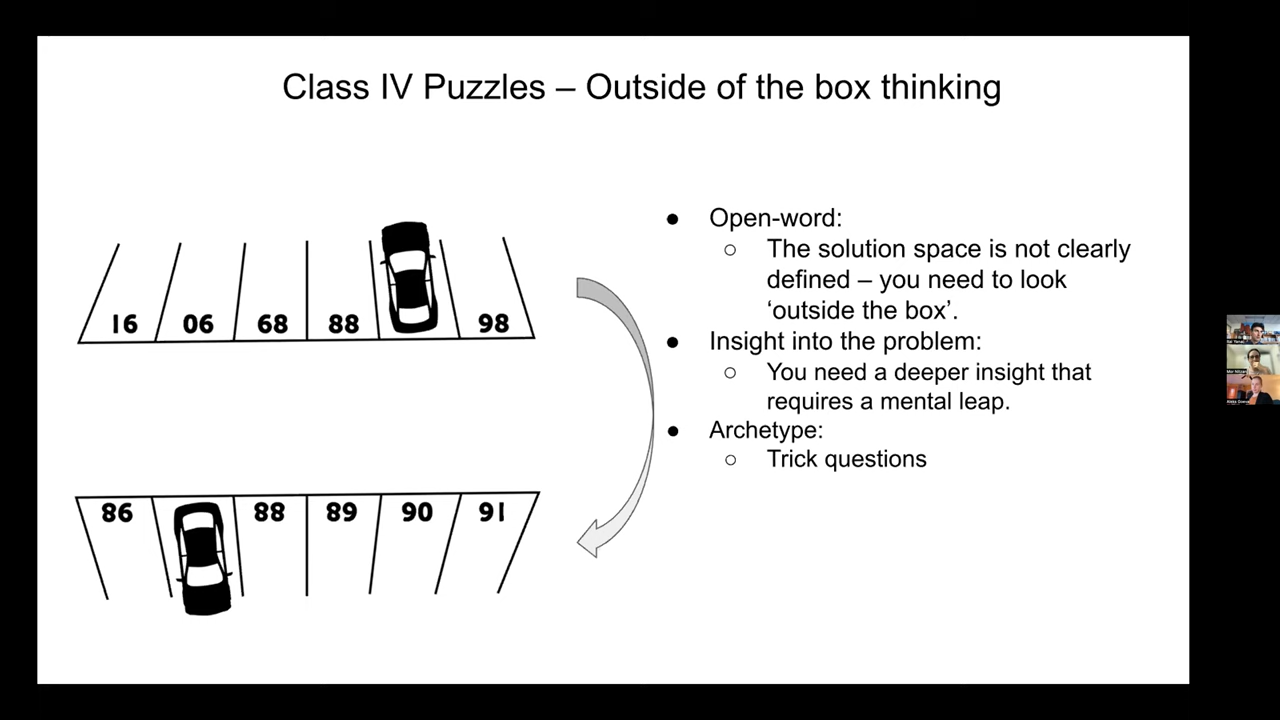 Class IV Puzzles – Outside of the box thinking
16 06 68 88 98
86 88 89 90 91
● Open-word:
○ The solution space is not clearly
defined – you need to look
‘outside the box’.
● Insight into the problem:
○ You need a deeper insight that
requires a mental leap.
● Archetype:
○ Trick questions